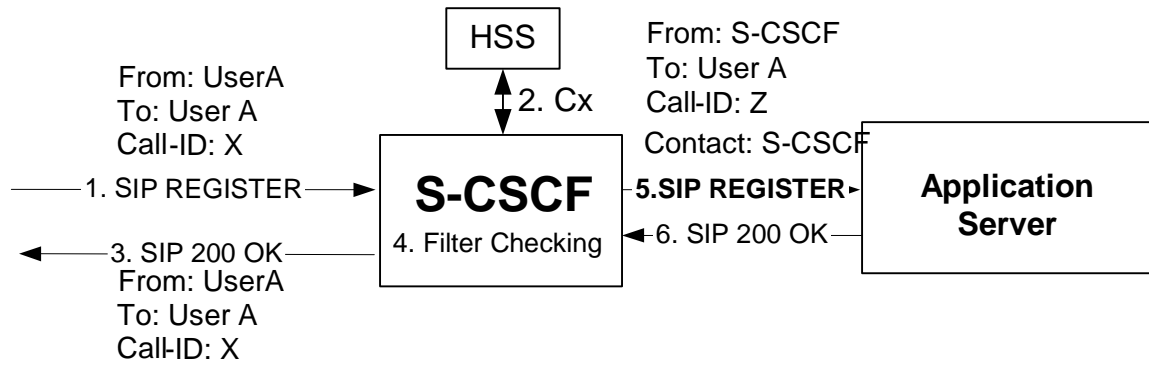 HSS
From: S-CSCF
To: User A
Call-ID: Z
Contact: S-CSCF
From: UserA
To: User A
Call-ID: X
2. Cx
1. SIP REGISTER
S-CSCF
4. Filter Checking
5.SIP REGISTER
Application
Server
6. SIP 200 OK
3. SIP 200 OK
From: UserA
To: User A
Call-ID: X